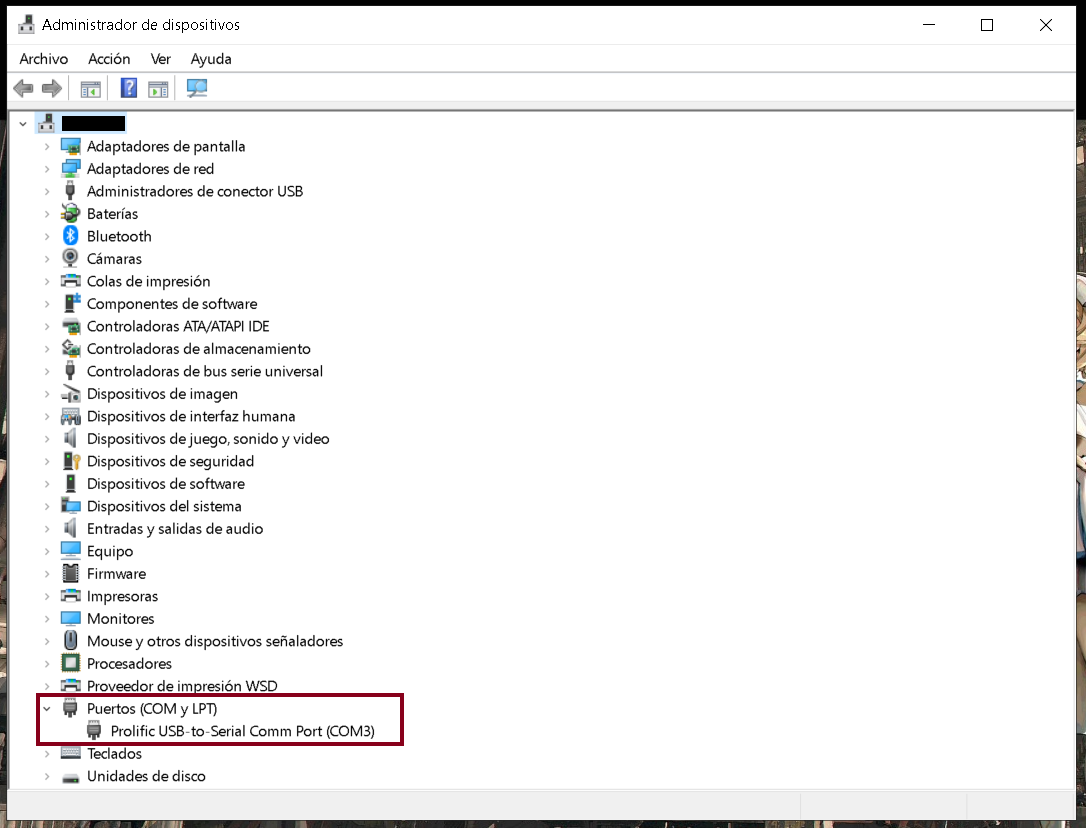 Administrador de dispositivos
Archivo Acción Ver Ayuda
Adaptadores de pantalla
Adaptadores de red
Administradores de conector USB
Baterías
Bluetooth
Cámaras
Colas de impresión
Componentes de software
Controladoras ATA/ATAPI IDE
Controladoras de almacenamiento
Controladoras de bus serie universal
Dispositivos de imagen
Dispositivos de interfaz humana
Dispositivos de juego, sonido y video
Dispositivos de seguridad
Dispositivos de software
Dispositivos del sistema
Entradas y salidas de audio
Equipo
Firmware
Impresoras
Monitores
Mouse y otros dispositivos señaladores
Procesadores
Proveedor de impresión WSD
Puertos (COM y LPT)
Prolific USB-to-Serial Comm Port (COM3)
Teclados
Unidades de disco